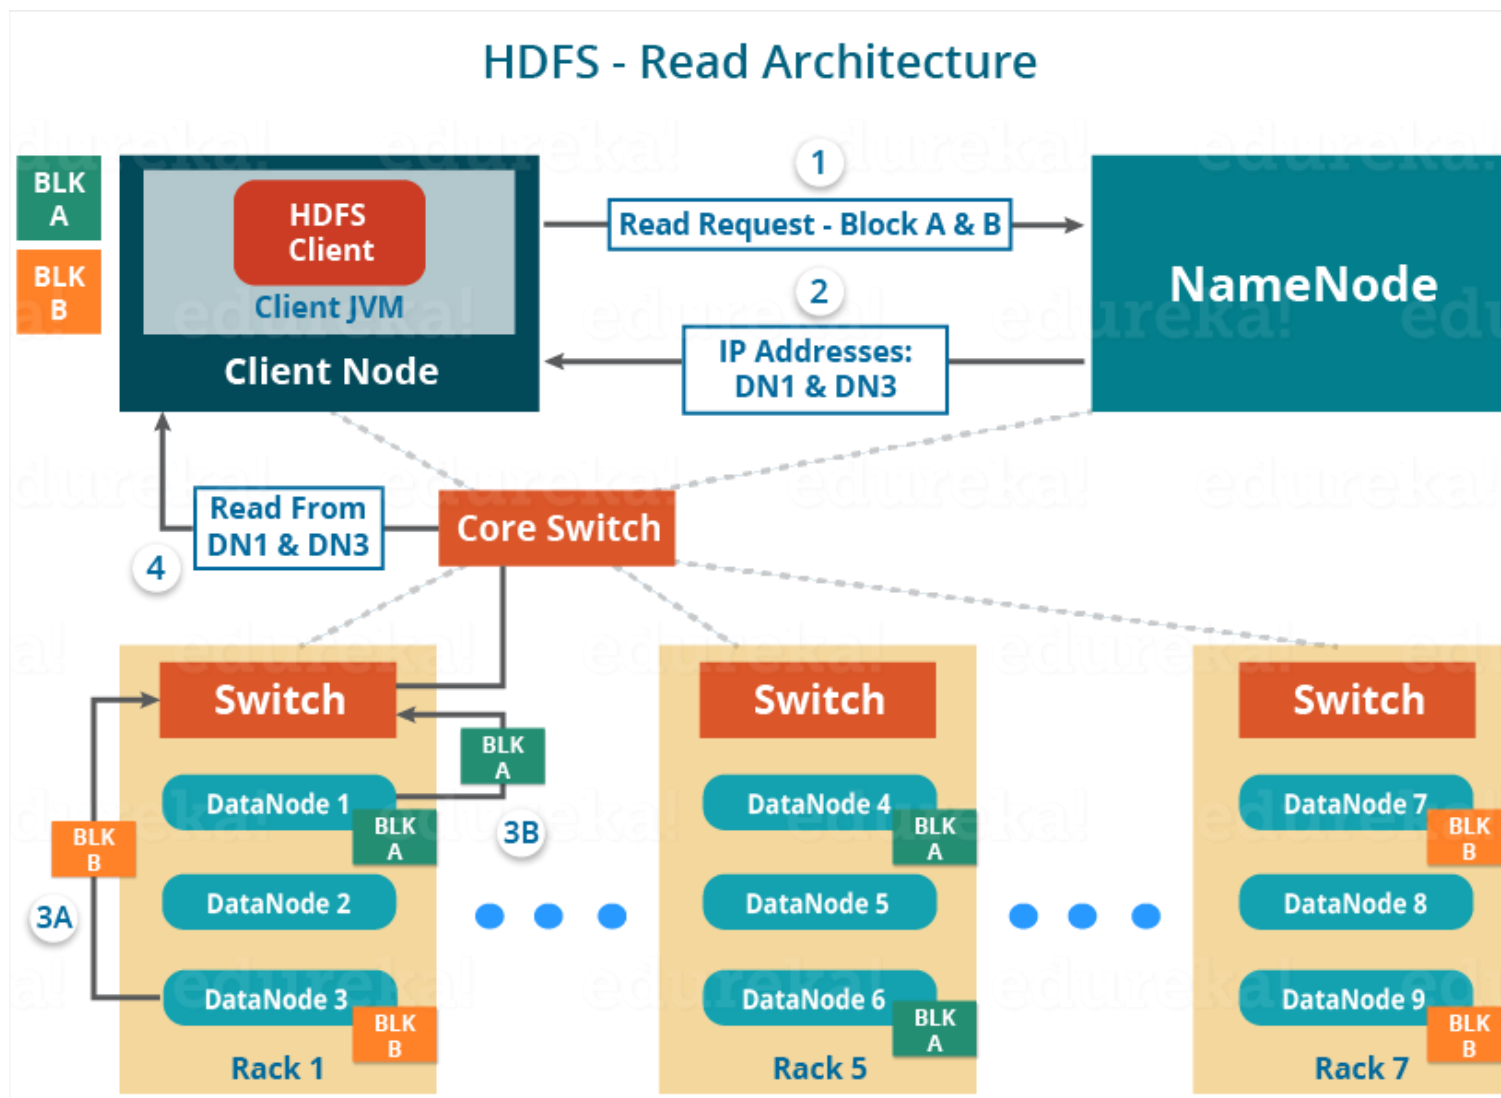 HDFS - Read Architecture
BLK
A
BLK
B
HDFS
Client
Client JVM
Client Node
1
Read Request - Block A & B
2
IP Addresses:
DN1 & DN3
NameNode
Read From
DN1 & DN3
4
Core Switch
Switch
BLK
A
DataNode 1
BLK
A
3B
BLK
B
3A
DataNode 2
DataNode 3
BLK
B
Rack 1
Switch
DataNode 4
BLK
A
DataNode 5
DataNode 6
BLK
A
Rack 5
Switch
DataNode 7
BLK
B
DataNode 8
DataNode 9
BLK
B
Rack 7
edureka!